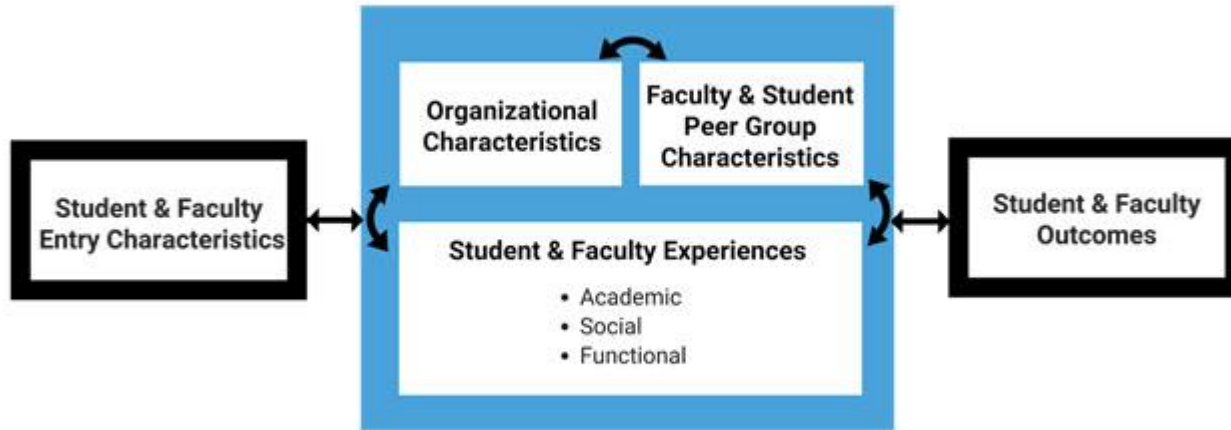 Student & Faculty
Entry Characteristics
Organizational
Characteristics
Faculty & Student
Peer Group
Characteristics
Student & Faculty Experiences
• Academic
• Social
• Functional
Student & Faculty
Outcomes